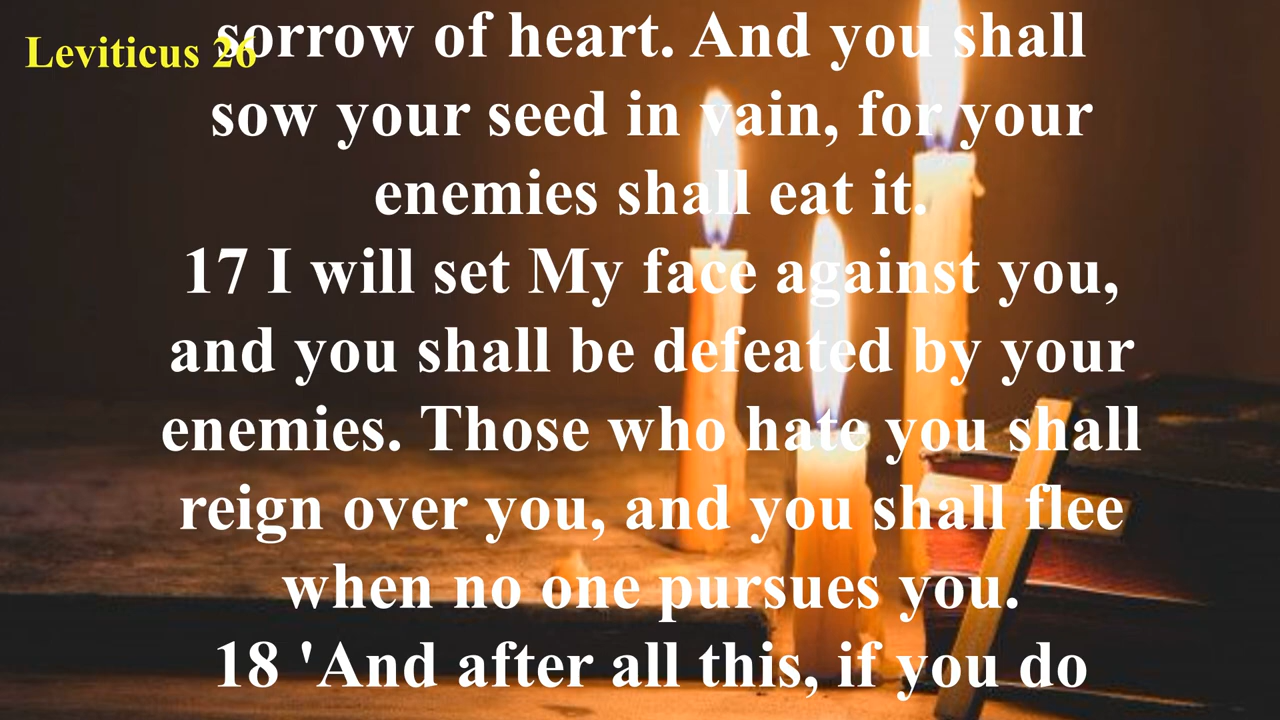 Leviticus 26
sorrow of heart. And you shall
sow your seed in vain, for your
enemies shall eat it.
17 I will set My face against you,
and you shall be defeated by your
enemies. Those who hate you shall
reign over you, and you shall flee
when no one pursues you.
18 'And after all this, if you do